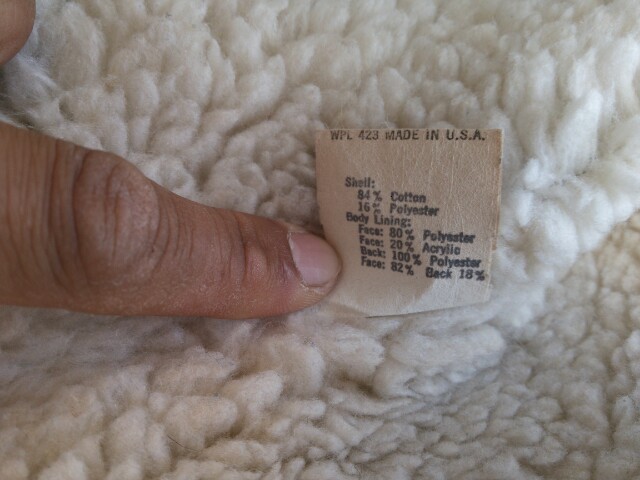 WPL 423 MADE IN U.S.A.
Shell:
84% Cotton
16% Polyester
Body Lining:
Face: 80% Polyester
Face: 20% Acrylic
Back: 100% Polyester
Face: 82% Back 18%